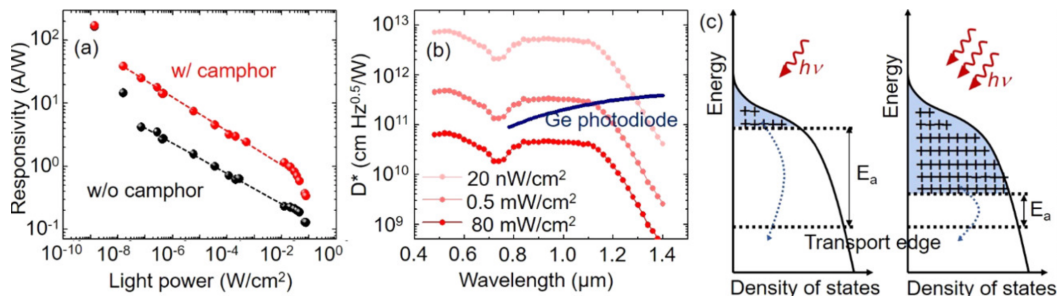 (a)
w/ camphor
w/o camphor
Responsivity (A/W)
10²
10¹
10⁰
10⁻¹
10⁻¹⁰ 10⁻⁸ 10⁻⁶ 10⁻⁴ 10⁻² 10⁰
Light power (W/cm²)
(b)
D* (cm Hz⁰·⁵/W)
10¹³
10¹²
10¹¹
10¹⁰
10⁹
Ge photodiode
20 nW/cm²
0.5 mW/cm²
80 mW/cm²
0.4 0.6 0.8 1.0 1.2 1.4
Wavelength (μm)
(c)
Energy
hν
Eₐ
Density of states
Energy
hν
Eₐ
Transport edge
Density of states